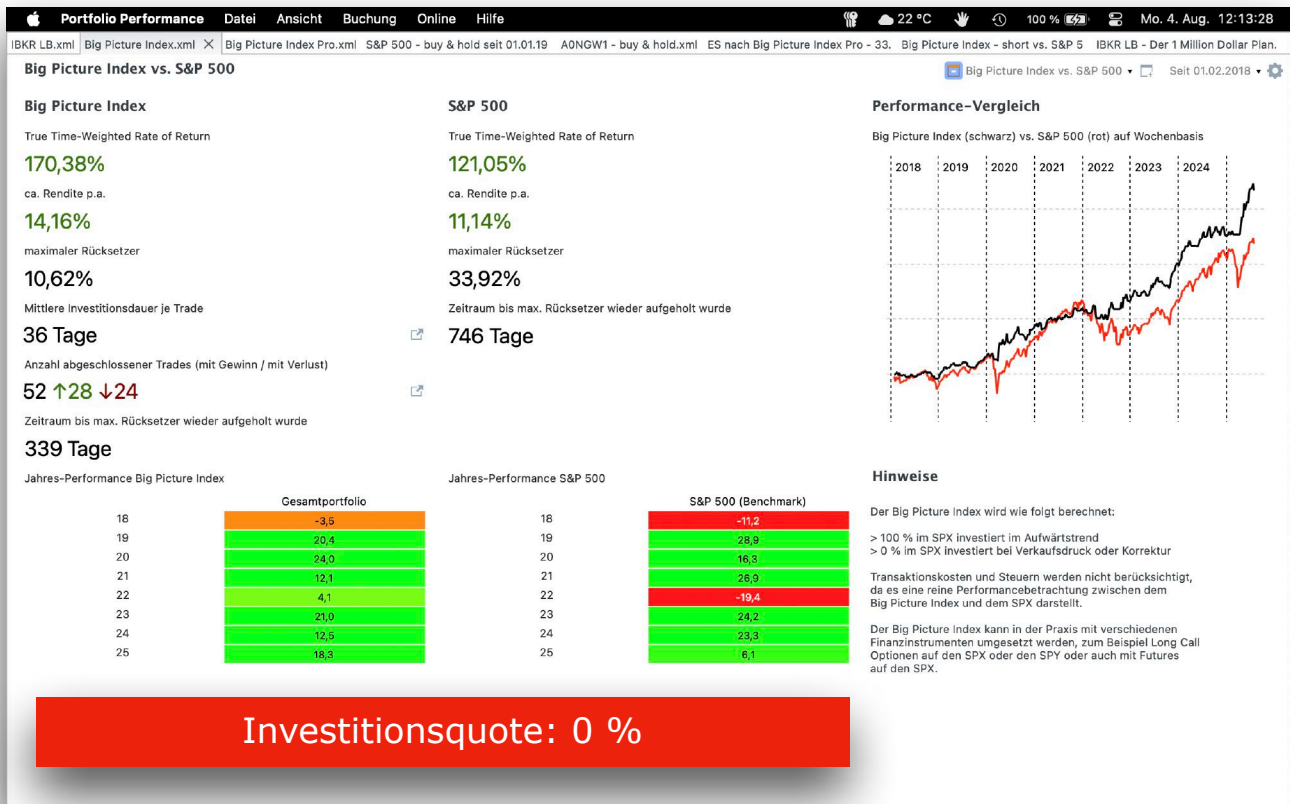 Portfolio Performance Datei Ansicht Buchung Online Hilfe 22 °C 100 % Mo. 4. Aug. 12:13:28
IBKR LB.xml Big Picture Index.xml Big Picture Index Pro.xml S&P 500 - buy & hold seit 01.01.19 A0NGW1 - buy & hold.xml ES nach Big Picture Index Pro - 33. Big Picture Index - short vs. S&P 5 IBKR LB - Der 1 Million Dollar Plan.
Big Picture Index vs. S&P 500
Big Picture Index vs. S&P 500 Seit 01.02.2018
Big Picture Index
True Time-Weighted Rate of Return
170,38%
ca. Rendite p.a.
14,16%
maximaler Rücksetzer
10,62%
Mittlere Investitionsdauer je Trade
36 Tage
Anzahl abgeschlossener Trades (mit Gewinn / mit Verlust)
52 ↑28 ↓24
Zeitraum bis max. Rücksetzer wieder aufgeholt wurde
339 Tage
S&P 500
True Time-Weighted Rate of Return
121,05%
ca. Rendite p.a.
11,14%
maximaler Rücksetzer
33,92%
Zeitraum bis max. Rücksetzer wieder aufgeholt wurde
746 Tage
Performance-Vergleich
Big Picture Index (schwarz) vs. S&P 500 (rot) auf Wochenbasis
2018 2019 2020 2021 2022 2023 2024
Jahres-Performance Big Picture Index
Gesamtportfolio
18 -3,5
19 20,4
20 24,0
21 12,1
22 4,1
23 21,0
24 12,5
25 18,3
Jahres-Performance S&P 500
S&P 500 (Benchmark)
18 -11,2
19 28,9
20 16,3
21 26,9
22 -19,4
23 24,2
24 23,3
25 6,1
Hinweise
Der Big Picture Index wird wie folgt berechnet:
> 100 % im SPX investiert im Aufwärtstrend
> 0 % im SPX investiert bei Verkaufsdruck oder Korrektur
Transaktionskosten und Steuern werden nicht berücksichtigt,
da es eine reine Performancebetrachtung zwischen dem
Big Picture Index und dem SPX darstellt.
Der Big Picture Index kann in der Praxis mit verschiedenen
Finanzinstrumenten umgesetzt werden, zum Beispiel Long Call
Optionen auf den SPX oder den SPY oder auch mit Futures
auf den SPX.
Investitionsquote: 0 %